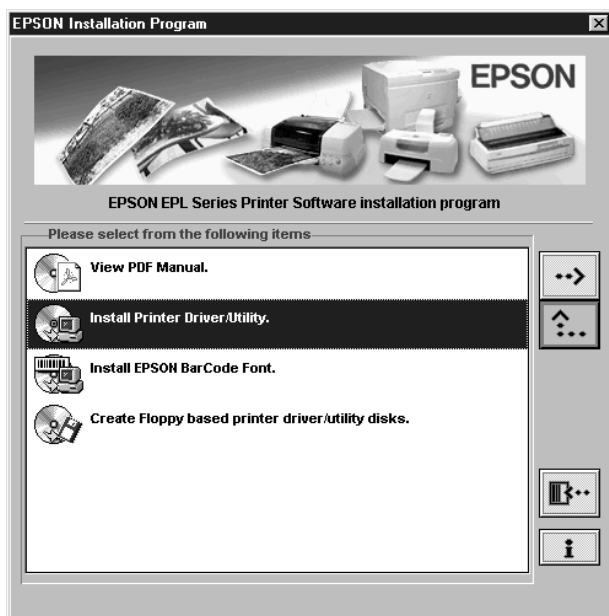 EPSON Installation Program
EPSON
EPSON EPL Series Printer Software installation program
Please select from the following items
View PDF Manual.
Install Printer Driver/Utility.
Install EPSON BarCode Font.
Create Floppy based printer driver/utility disks.